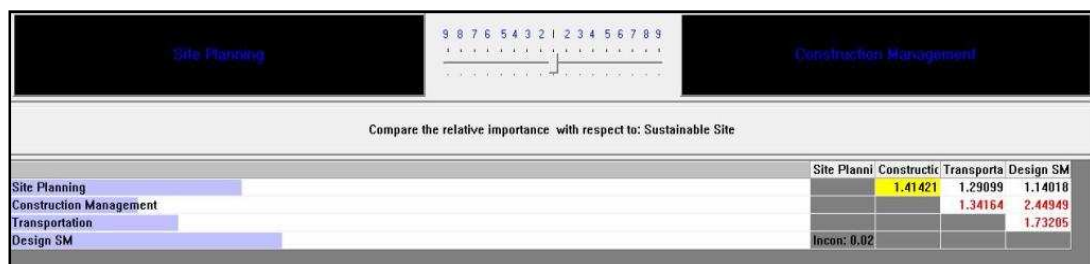 9 8 7 6 5 4 3 2 1 2 3 4 5 6 7 8 9
Site Planning
Construction Management
Compare the relative importance with respect to: Sustainable Site
Site Planni Constructic Transporta Design SM
Site Planning 1.41421 1.29099 1.14018
Construction Management 1.34164 2.44949
Transportation 1.73205
Design SM Incon: 0.02